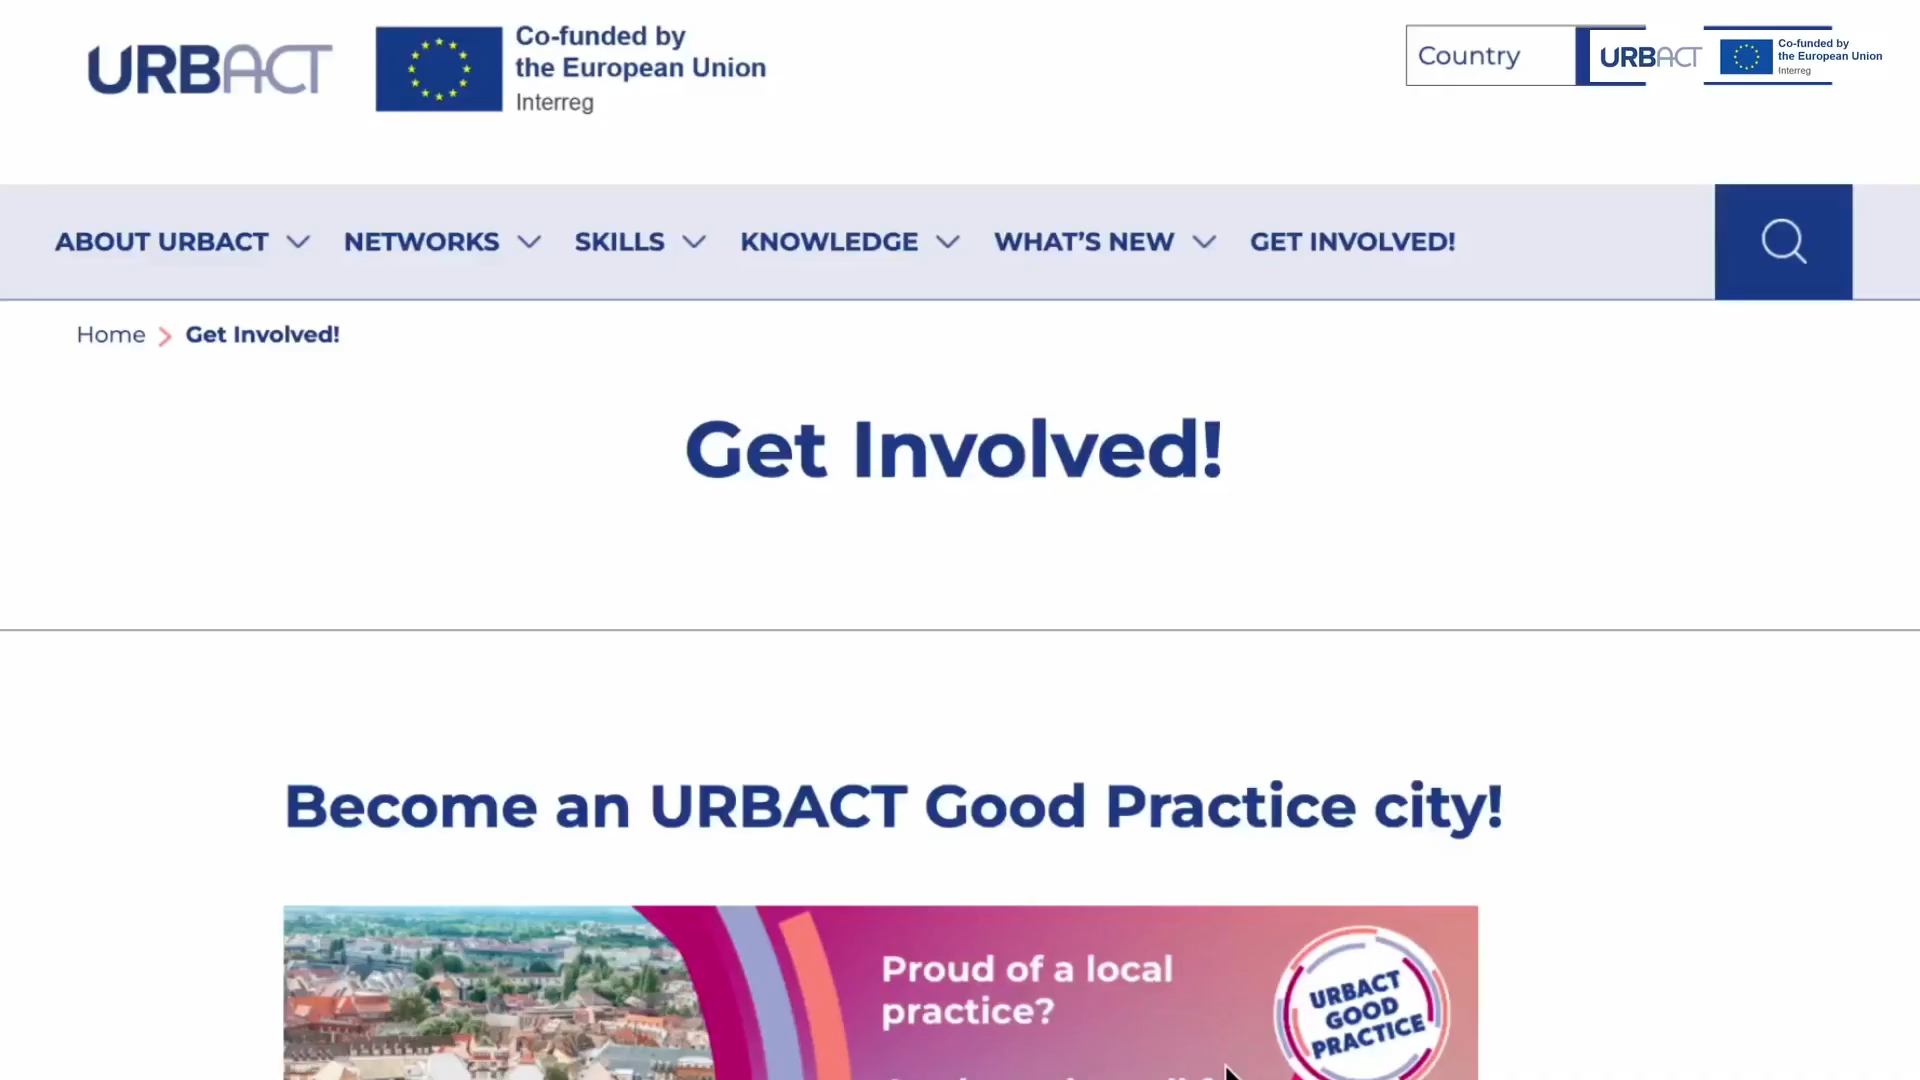 URBACT
Co-funded by
the European Union
Interreg
Country
URBACT
Co-funded by
the European Union
Interreg
ABOUT URBACT
NETWORKS
SKILLS
KNOWLEDGE
WHAT'S NEW
GET INVOLVED!
Home
Get Involved!
Get Involved!
Become an URBACT Good Practice city!
Proud of a local
practice?
URBACT
GOOD
PRACTICE